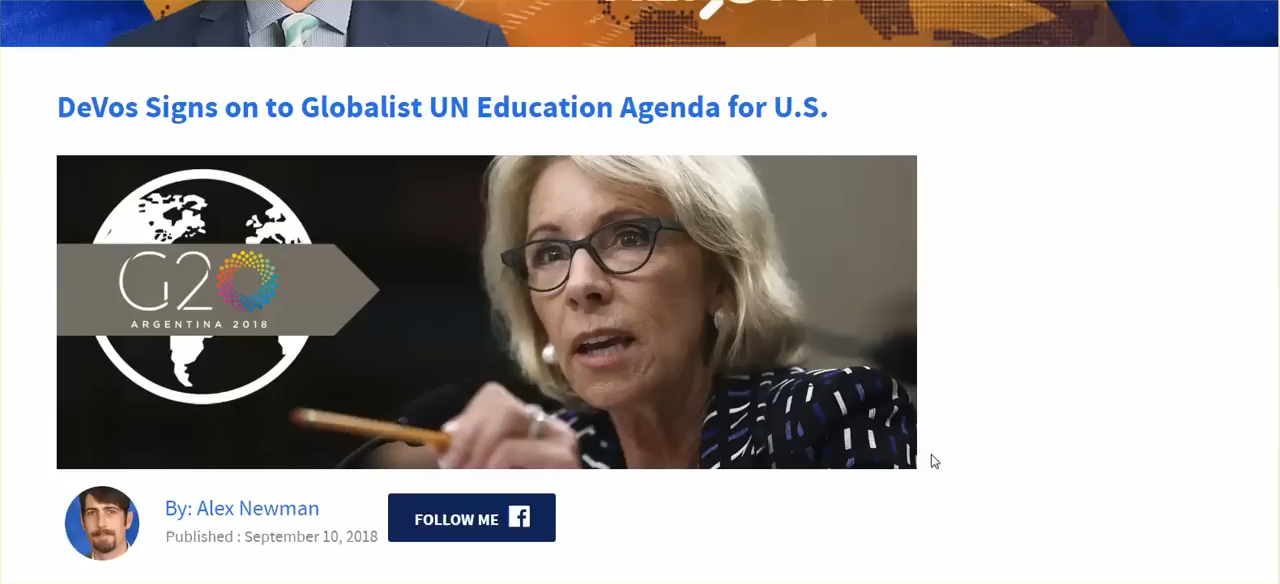 DeVos Signs on to Globalist UN Education Agenda for U.S.
G20
ARGENTINA 2018
By: Alex Newman
Published : September 10, 2018
FOLLOW ME